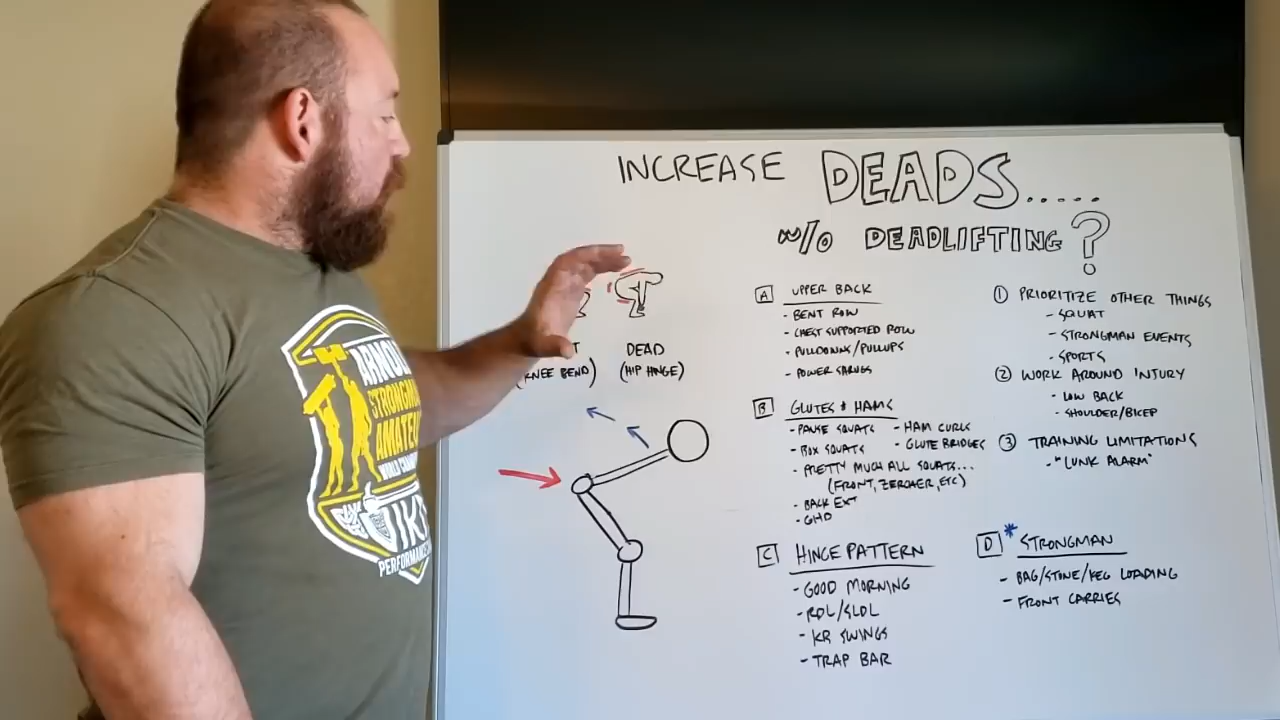 INCREASE DEADS.....
w/o DEADLIFTING?
DEAD
(KNEE BEND) (HIP HINGE)
A UPPER BACK
- BENT ROW
- CHEST SUPPORTED ROW
- PULLDOWNS/PULLUPS
- POWER SHRUGS
B GLUTES & HAMS
- PAUSE SQUATS - HAM CURLS
- BOX SQUATS - GLUTE BRIDGES
- PRETTY MUCH ALL SQUATS...
(FRONT, ZERCHER, ETC)
- BACK EXT
- GHD
C HINGE PATTERN
- GOOD MORNING
- RDL/SLDL
- KB SWINGS
- TRAP BAR
① PRIORITIZE OTHER THINGS
- SQUAT
- STRONGMAN EVENTS
- SPORTS
② WORK AROUND INJURY
- LOW BACK
- SHOULDER/BICEP
③ TRAINING LIMITATIONS
- "LUNK ALARM"
D * STRONGMAN
- BAG/STONE/KEG LOADING
- FRONT CARRIES
ARNOLD
STRONGMAN
AMATEUR
WORLD
PERFORMANCE